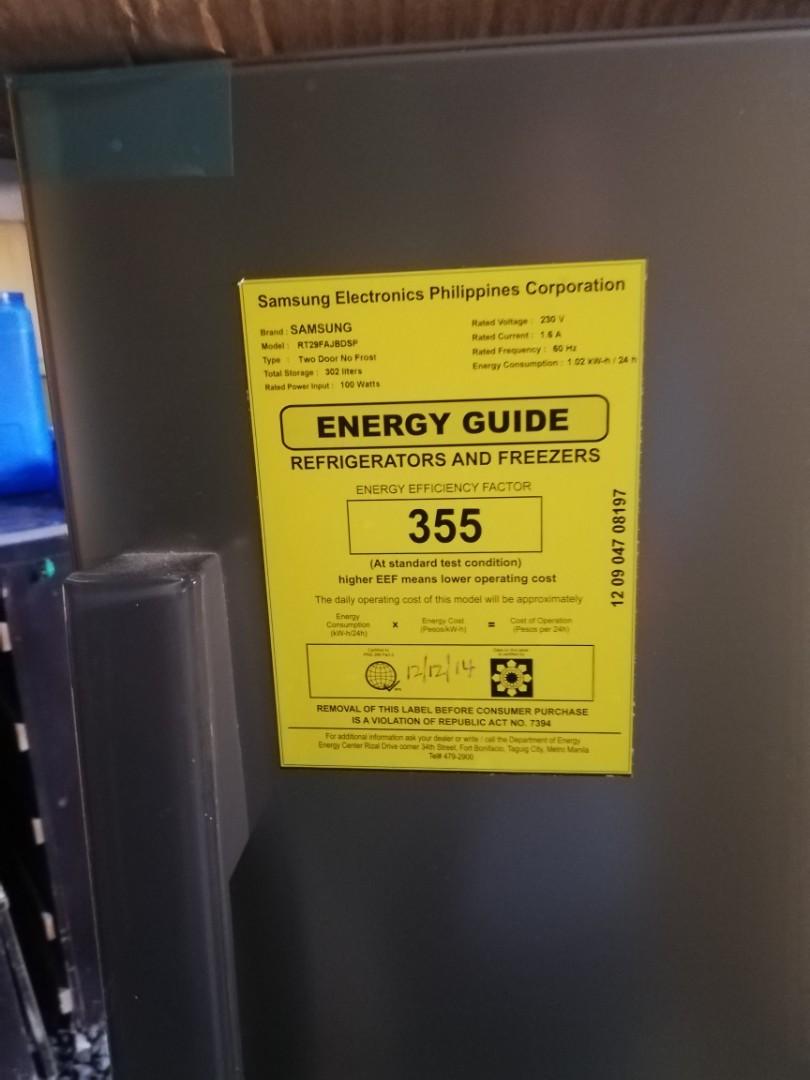 Samsung Electronics Philippines Corporation
Brand : SAMSUNG
Model : RT29FAJBDSP
Type : Two Door No Frost
Total Storage : 302 liters
Rated Power Input : 100 Watts
Rated Voltage : 230 V
Rated Current : 1.6 A
Rated Frequency : 60 Hz
Energy Consumption : 1.02 kW-h / 24 h
ENERGY GUIDE
REFRIGERATORS AND FREEZERS
ENERGY EFFICIENCY FACTOR
355
(At standard test condition)
higher EEF means lower operating cost
12 09 047 08197
The daily operating cost of this model will be approximately
Energy Consumption (kW-h/24h) x Energy Cost (Pesos/kW-h) = Cost of Operation (Pesos per 24h)
12/12/14
REMOVAL OF THIS LABEL BEFORE CONSUMER PURCHASE
IS A VIOLATION OF REPUBLIC ACT NO. 7394
For additional information ask your dealer or write / call the Department of Energy
Energy Center Rizal Drive corner 34th Street, Fort Bonifacio, Taguig City, Metro Manila
Tel# 479-2900